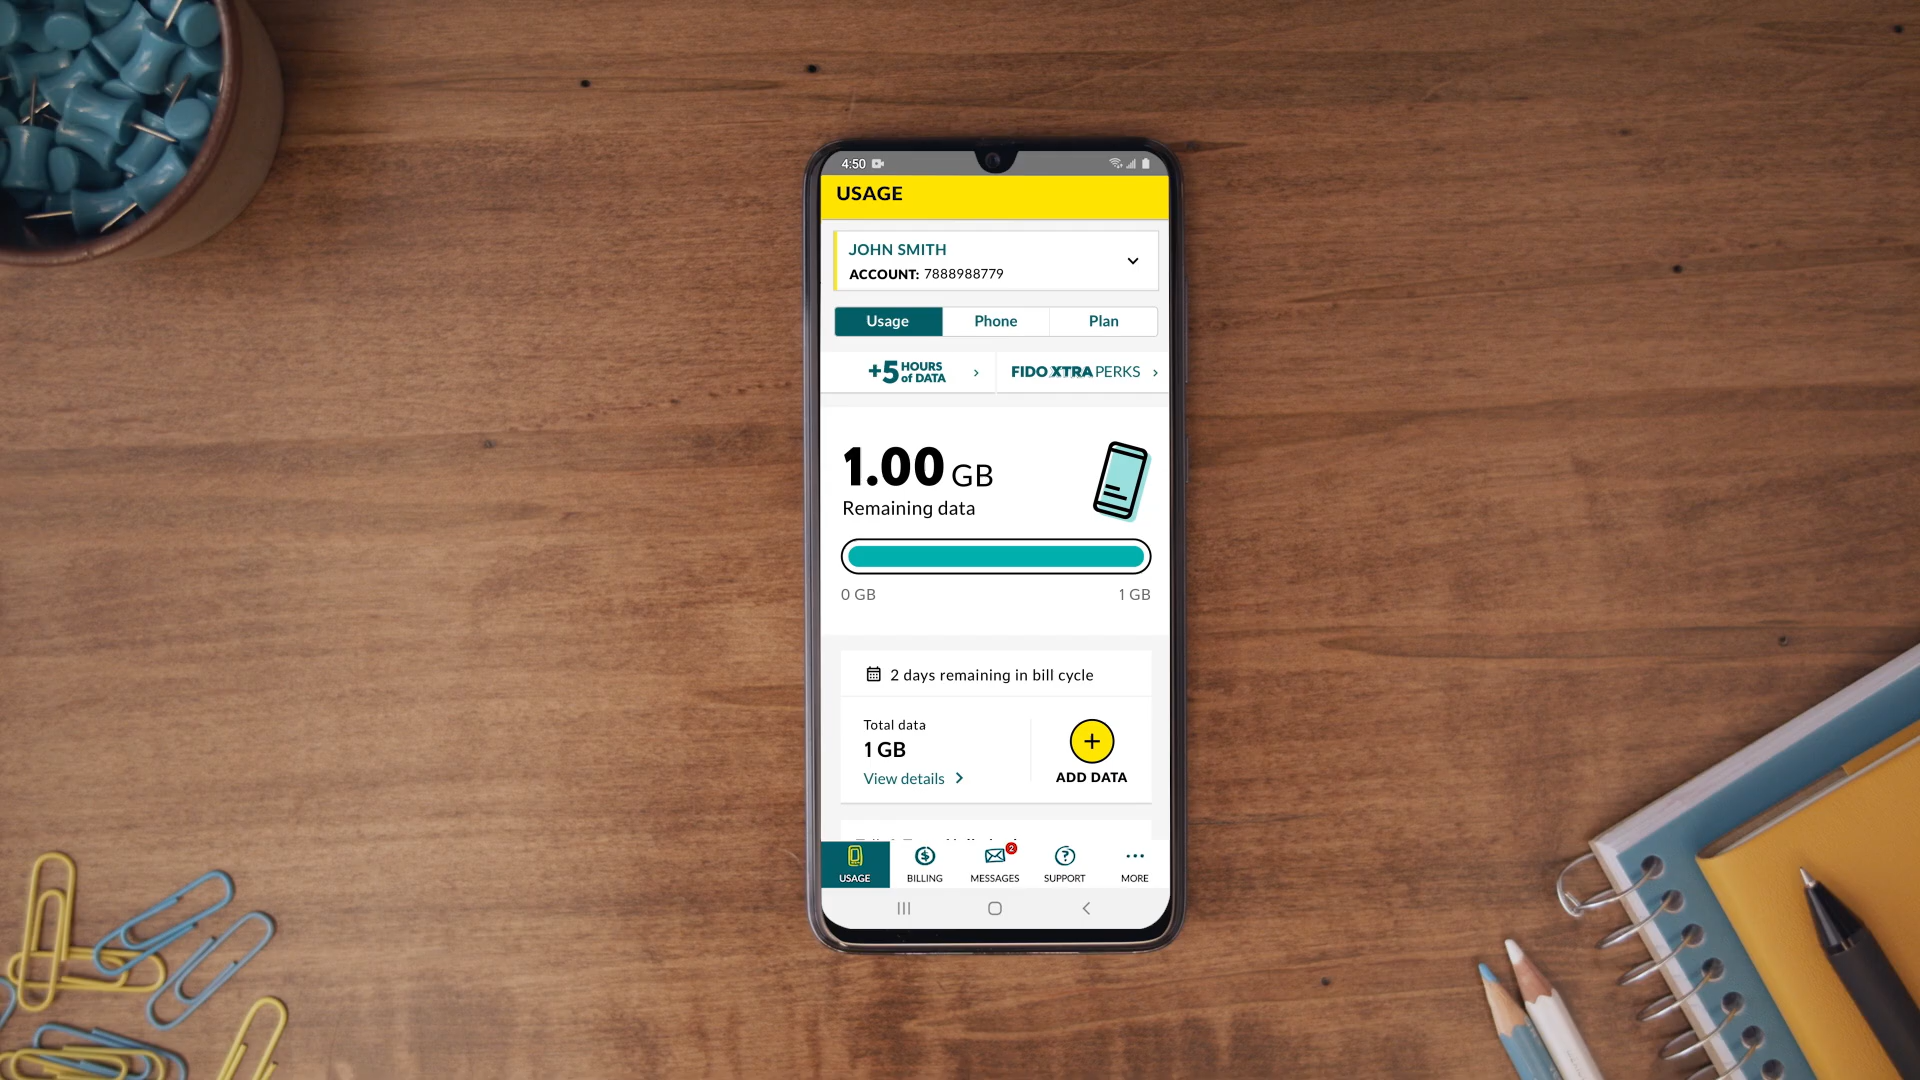 4:50
USAGE
JOHN SMITH
ACCOUNT: 7888988779
Usage Phone Plan
+5 HOURS of DATA
FIDO XTRA PERKS
1.00 GB
Remaining data
0 GB 1 GB
2 days remaining in bill cycle
Total data
1 GB
View details
ADD DATA
2
USAGE BILLING MESSAGES SUPPORT MORE